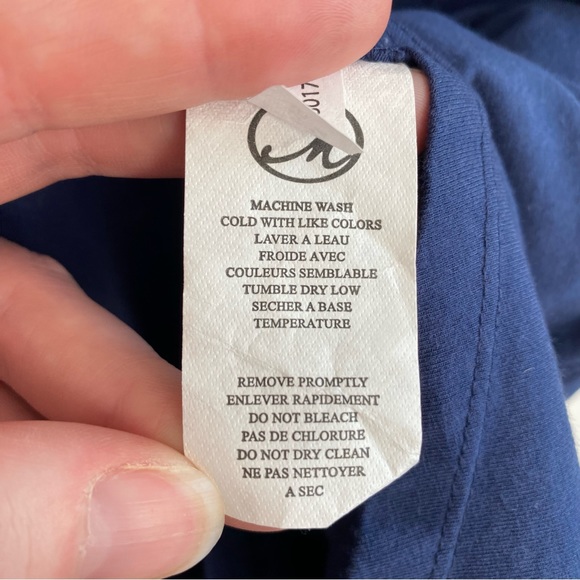 017
MACHINE WASH
COLD WITH LIKE COLORS
LAVER A LEAU
FROIDE AVEC
COULEURS SEMBLABLE
TUMBLE DRY LOW
SECHER A BASE
TEMPERATURE
REMOVE PROMPTLY
ENLEVER RAPIDEMENT
DO NOT BLEACH
PAS DE CHLORURE
DO NOT DRY CLEAN
NE PAS NETTOYER
A SEC